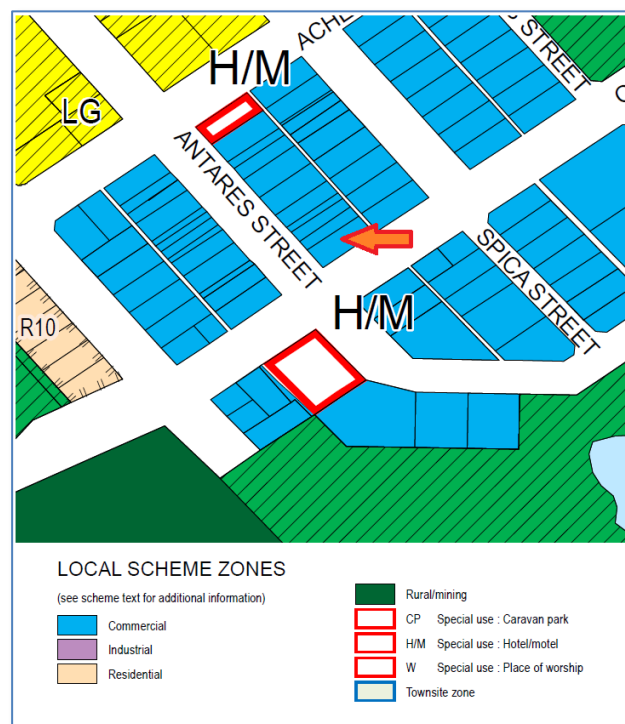 H/M
LG
ANTARES STREET
STREET
H/M
SPICA STREET
R10
LOCAL SCHEME ZONES
(see scheme text for additional information)
Commercial
Industrial
Residential
Rural/mining
CP Special use : Caravan park
H/M Special use : Hotel/motel
W Special use : Place of worship
Townsite zone